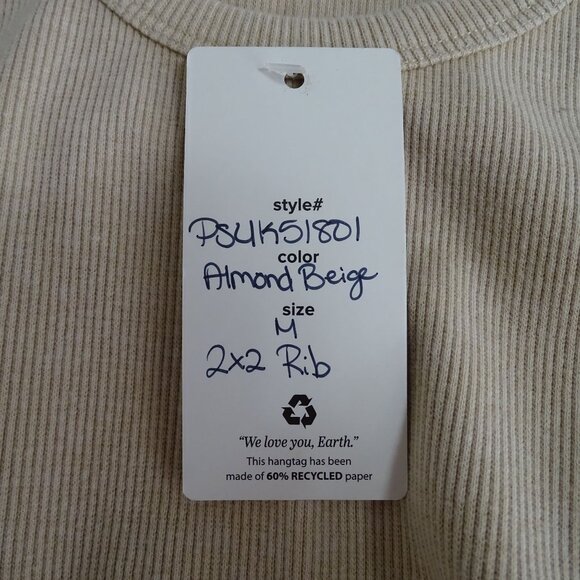 style#
PS4K51801
color
Almond Beige
size
M
2x2 Rib
“We love you, Earth.”
This hangtag has been
made of 60% RECYCLED paper